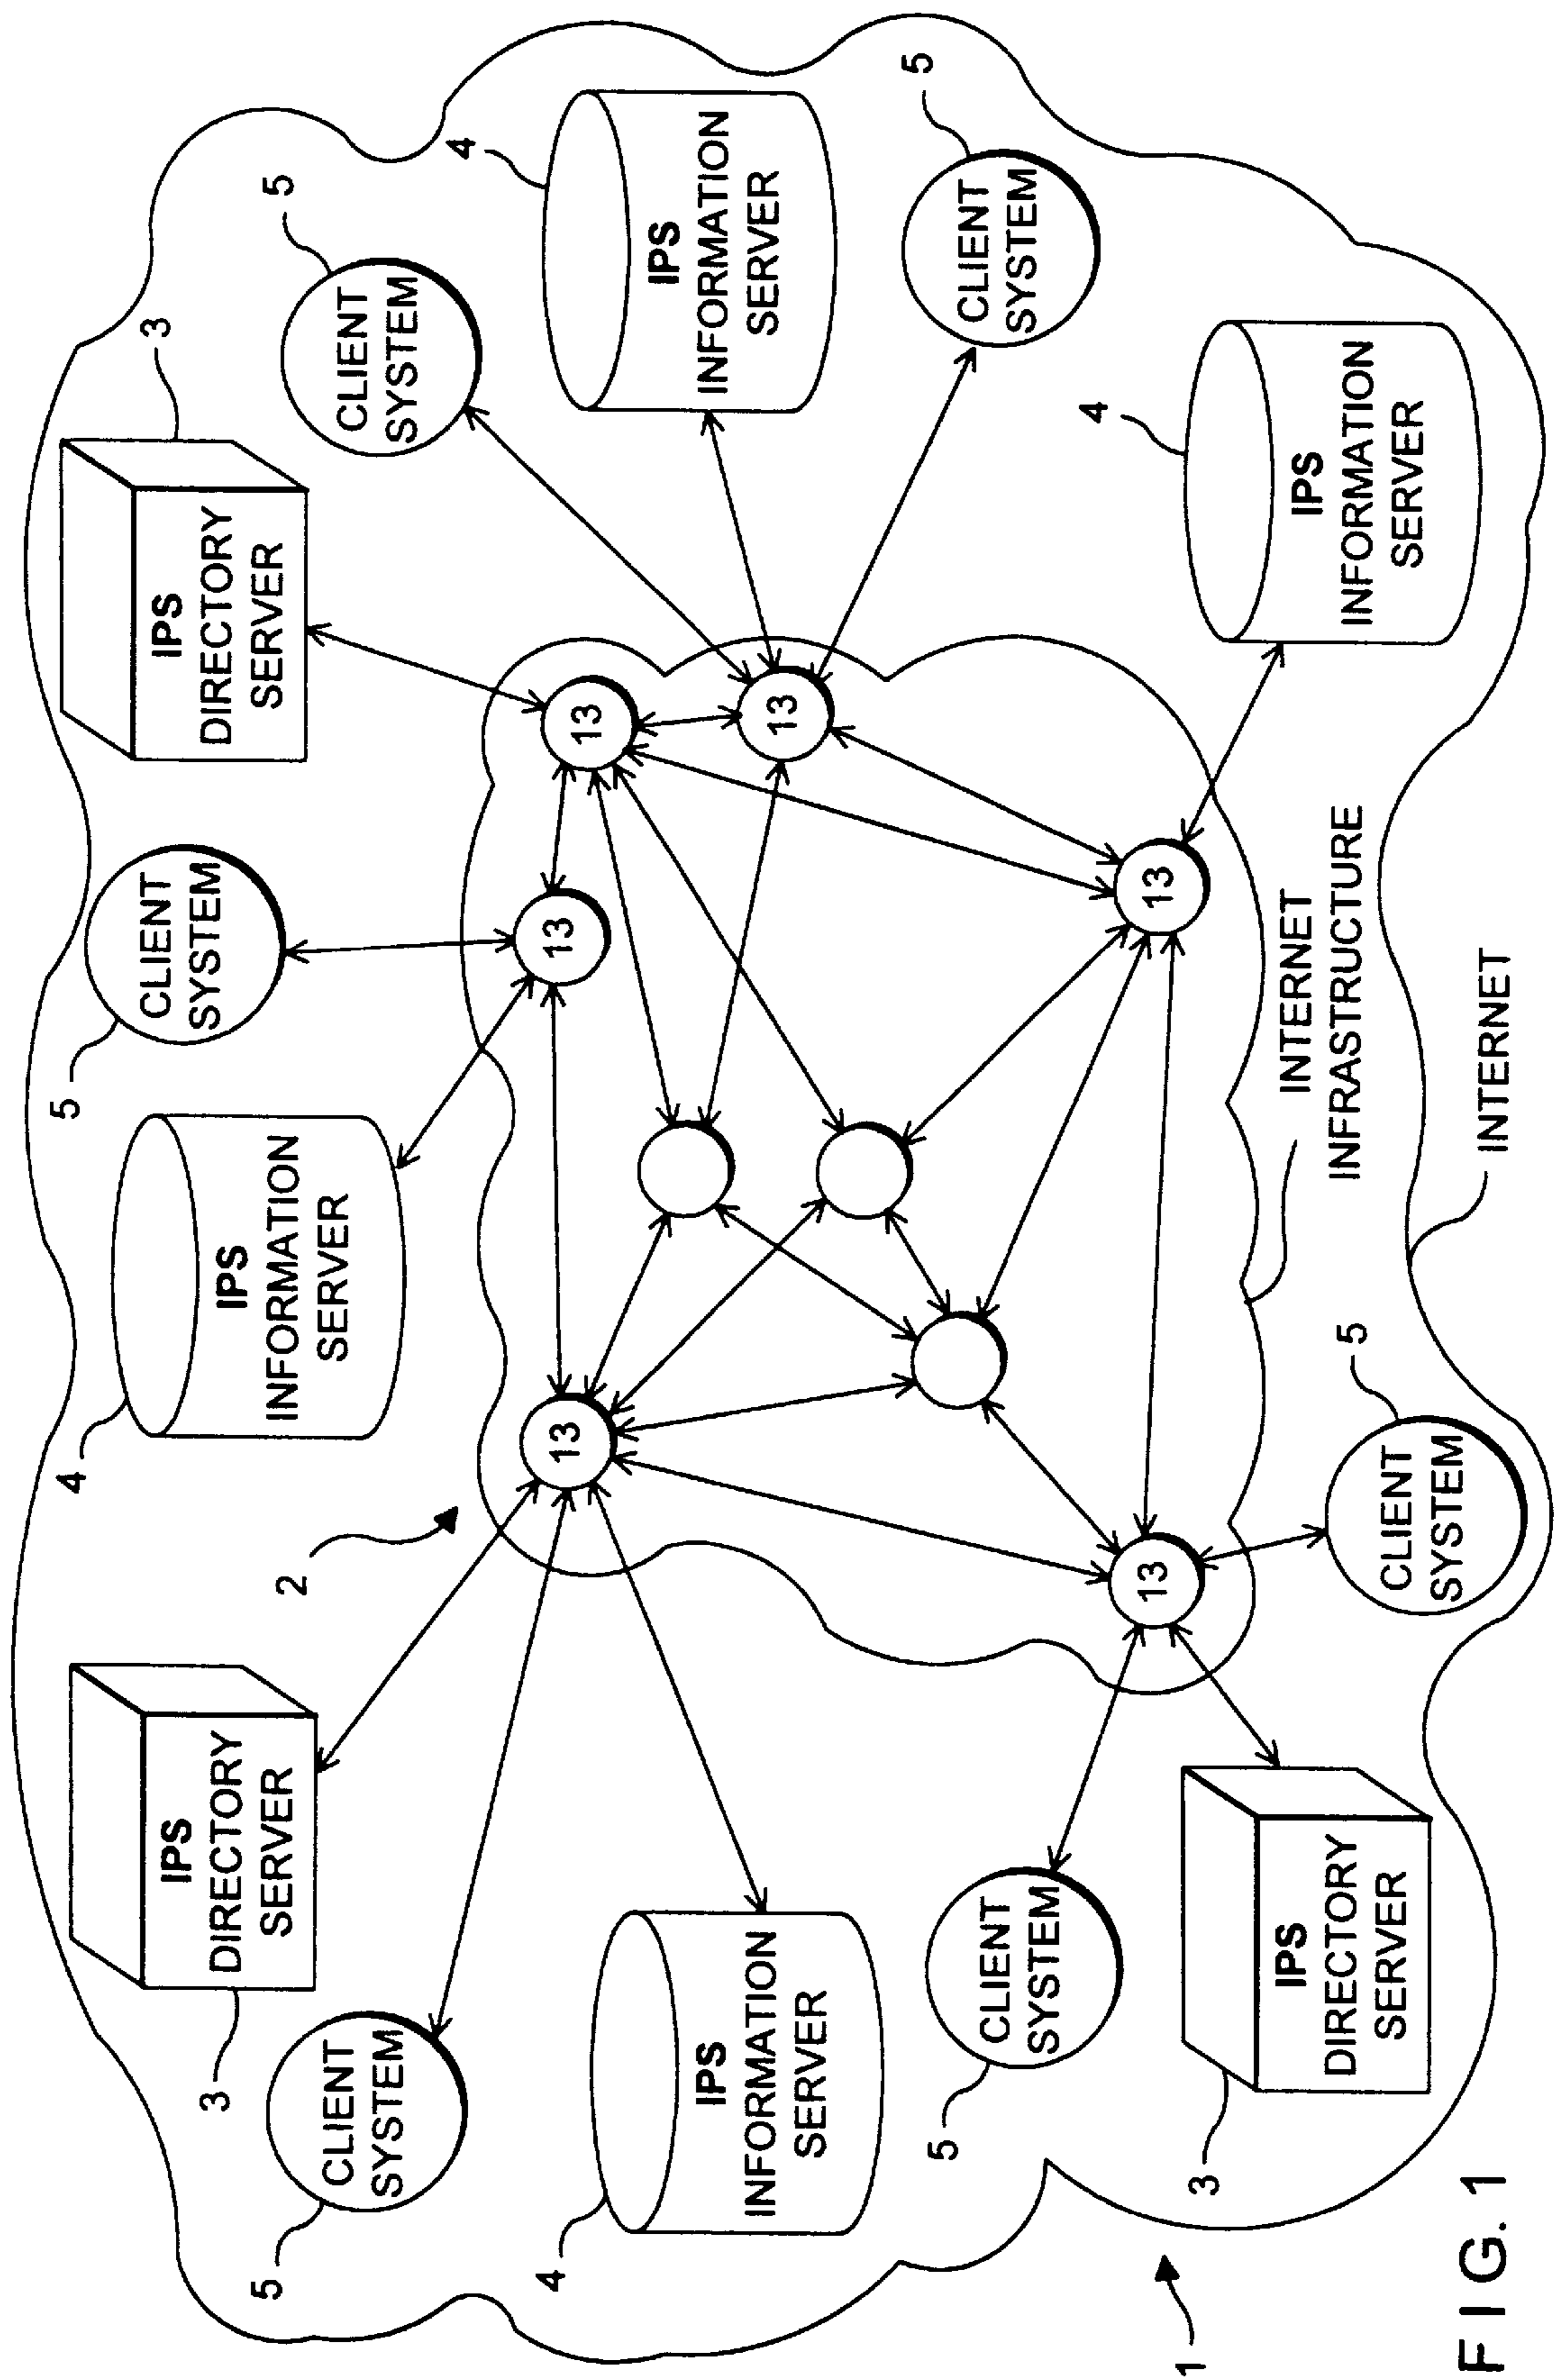 3
IPS
DIRECTORY
SERVER
4
IPS
INFORMATION
SERVER
5
CLIENT
SYSTEM
IPS
DIRECTORY
SERVER
3
5
CLIENT
SYSTEM
2
5
CLIENT
SYSTEM
4
IPS
INFORMATION
SERVER
13
13
13
13
4
IPS
INFORMATION
SERVER
5
CLIENT
SYSTEM
13
13
5
CLIENT
SYSTEM
3
IPS
DIRECTORY
SERVER
5
CLIENT
SYSTEM
INTERNET
INFRASTRUCTURE
4
IPS
INFORMATION
SERVER
1
INTERNET
FIG. 1